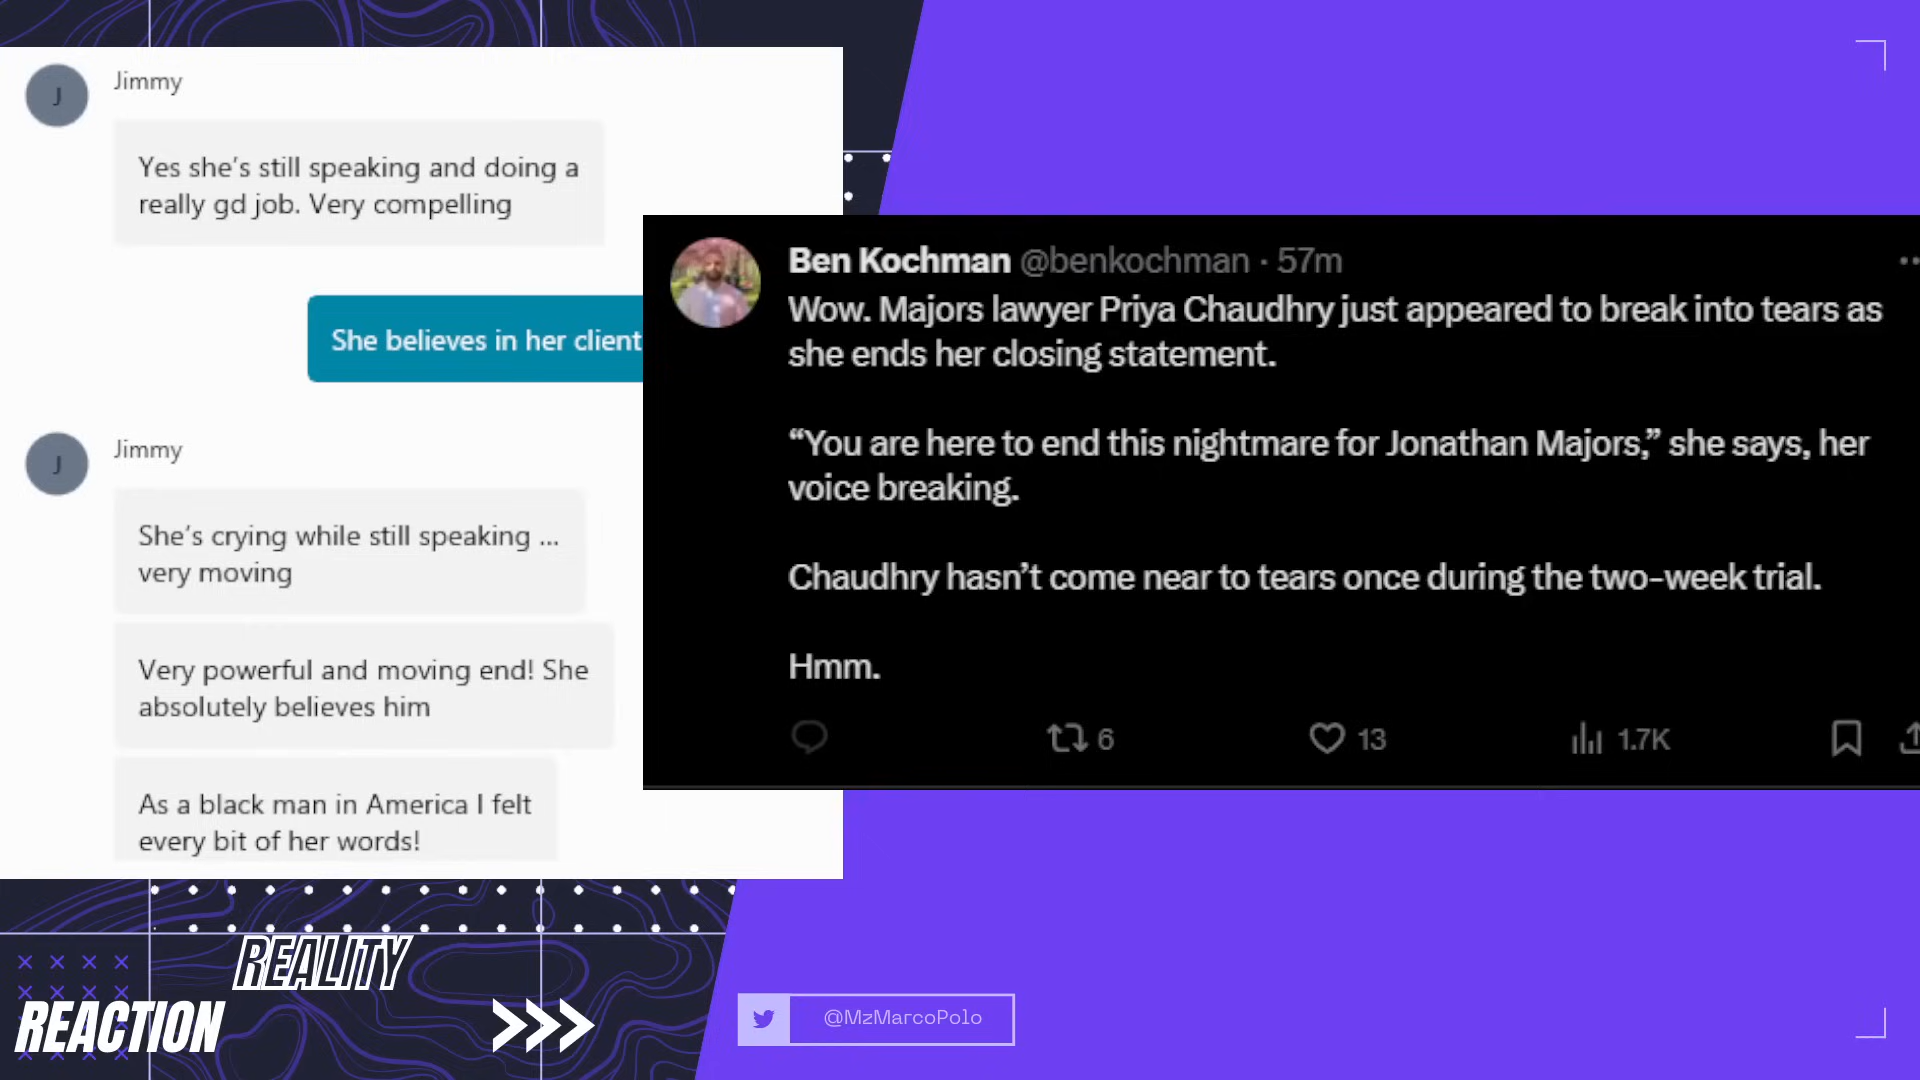 J
Jimmy
Yes she's still speaking and doing a
really gd job. Very compelling
She believes in her client
J
Jimmy
She's crying while still speaking ...
very moving
Very powerful and moving end! She
absolutely believes him
As a black man in America I felt
every bit of her words!
Ben Kochman @benkochman · 57m
Wow. Majors lawyer Priya Chaudhry just appeared to break into tears as
she ends her closing statement.
“You are here to end this nightmare for Jonathan Majors,” she says, her
voice breaking.
Chaudhry hasn’t come near to tears once during the two-week trial.
Hmm.
6 13 1.7K
REALITY
REACTION
@MzMarcoPolo